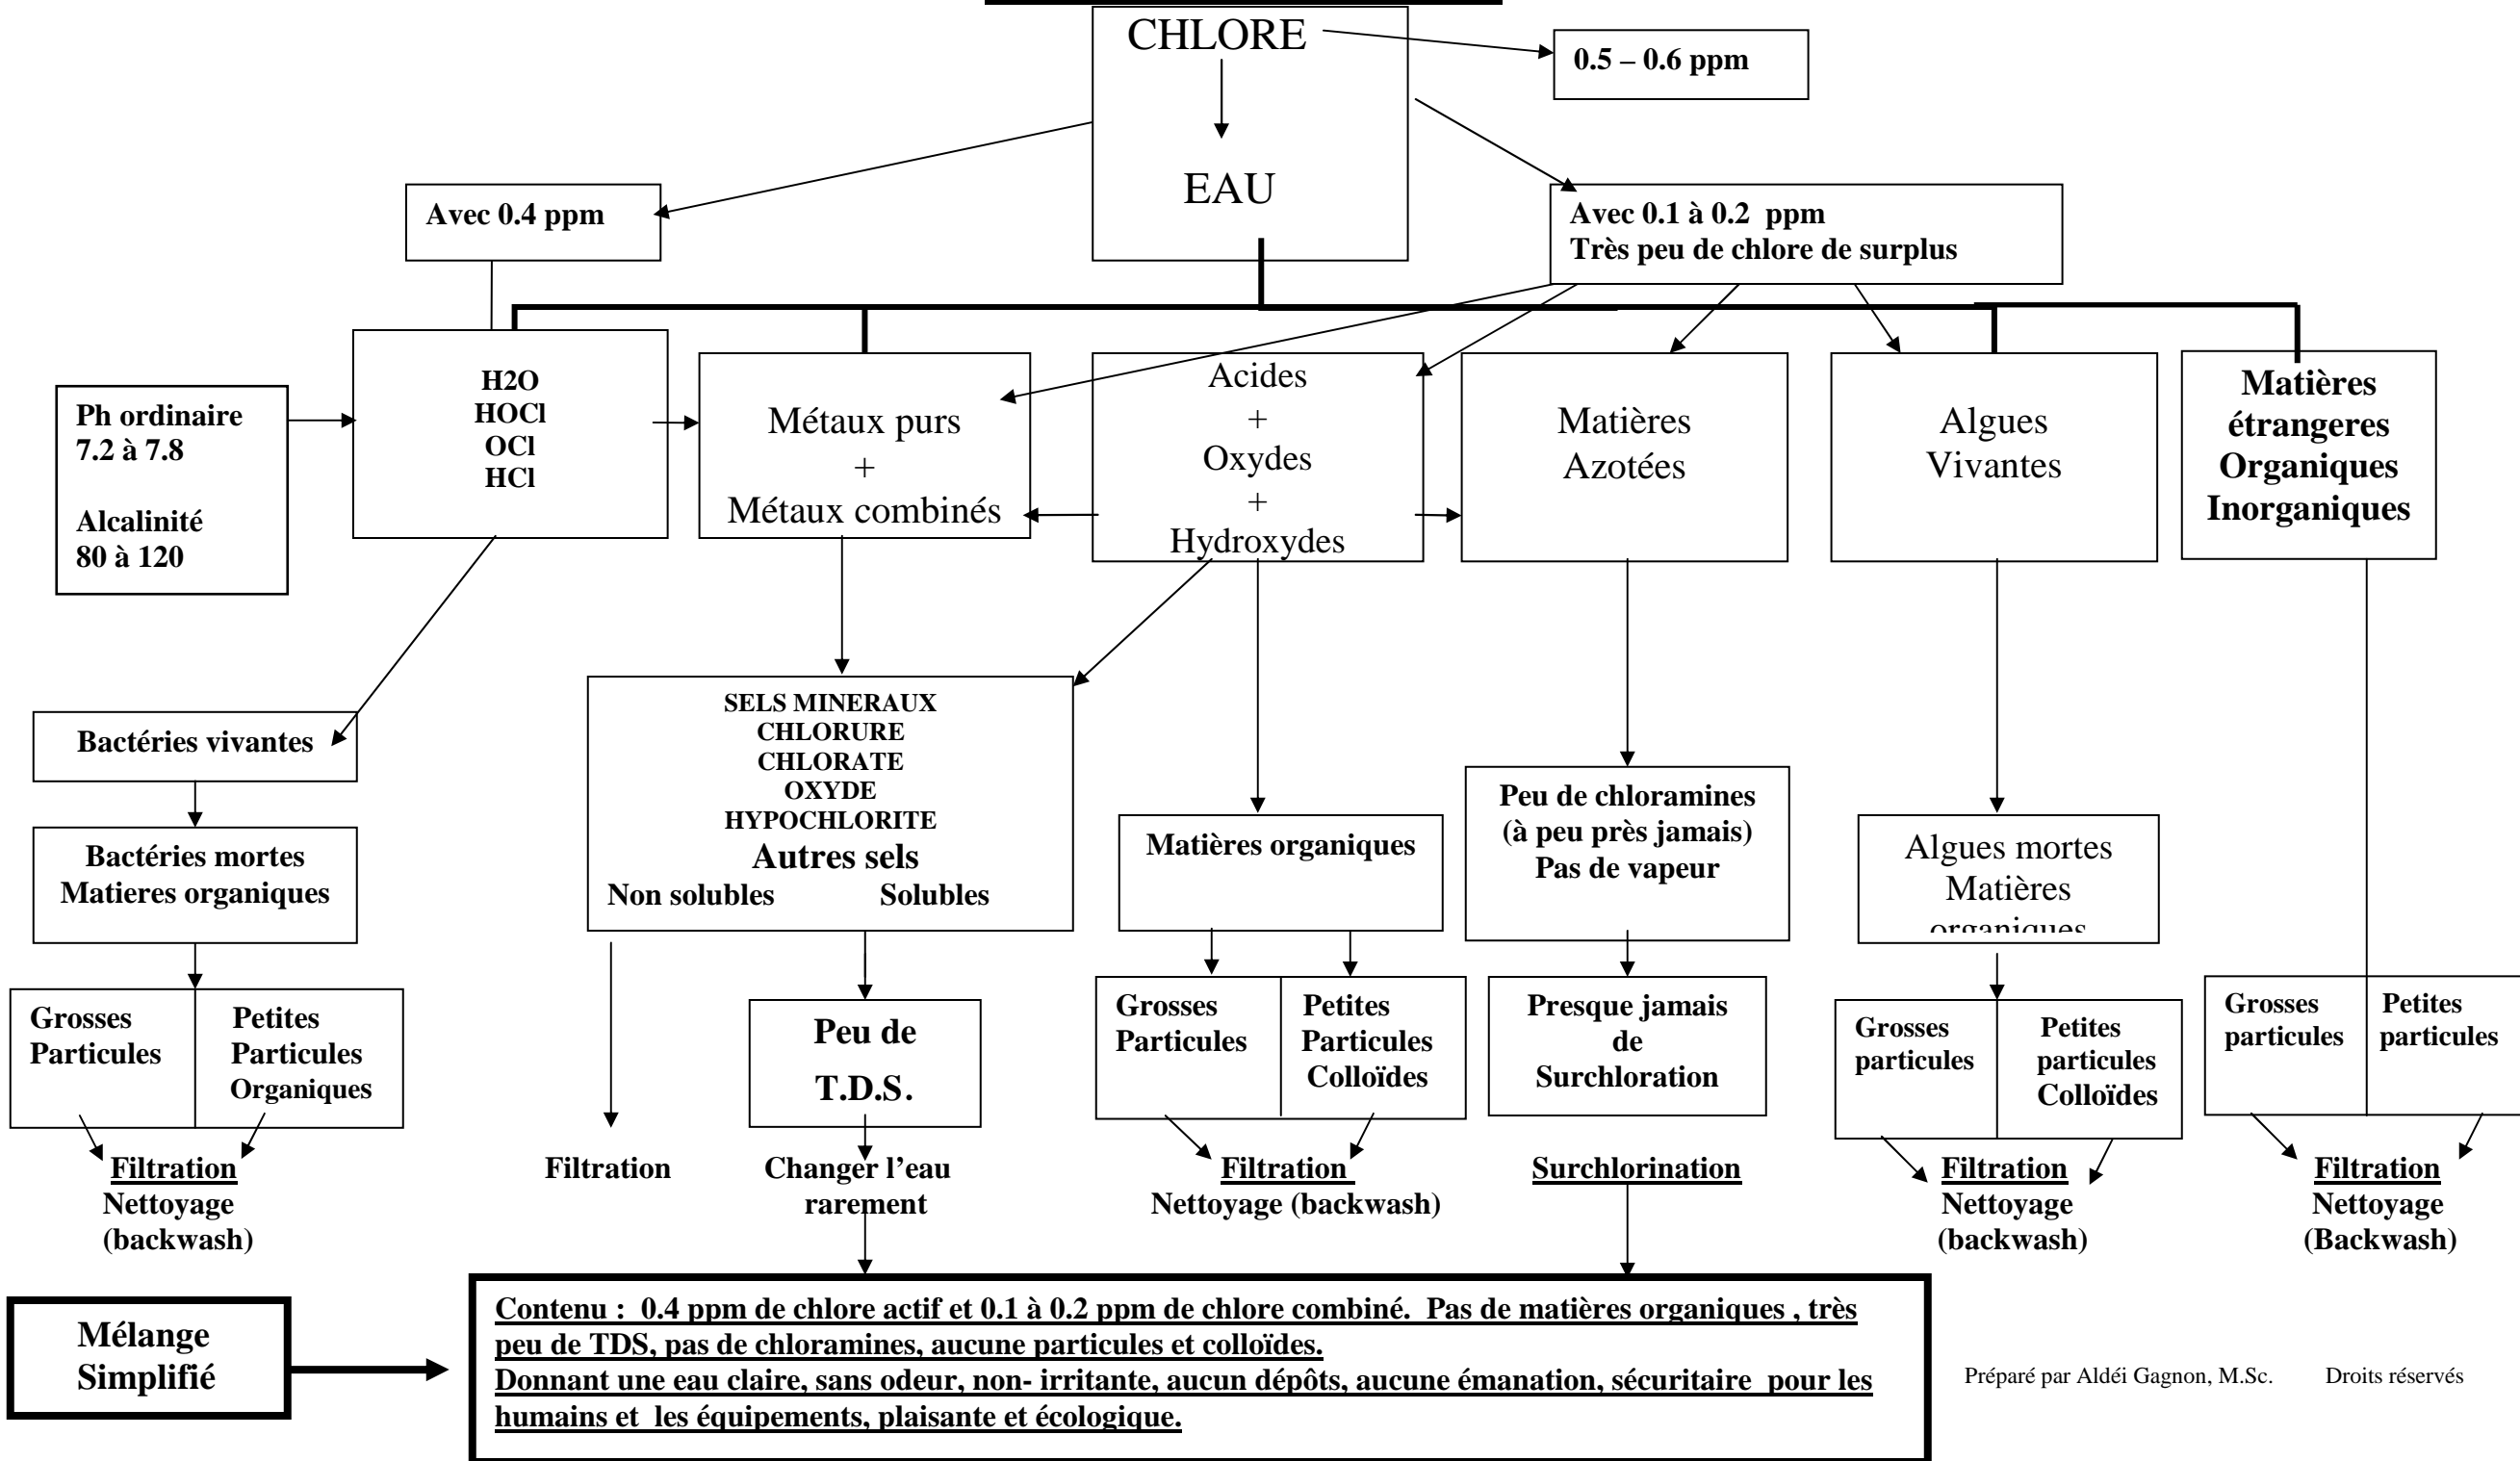 CHLORE
EAU
0.5 – 0.6 ppm
Avec 0.4 ppm
Avec 0.1 à 0.2 ppm
Très peu de chlore de surplus
Ph ordinaire
7.2 à 7.8
Alcalinité
80 à 120
H2O
HOCl
OCl
HCl
Métaux purs
+
Métaux combinés
Acides
+
Oxydes
+
Hydroxydes
Matières
Azotées
Algues
Vivantes
Matières
étrangeres
Organiques
Inorganiques
Bactéries vivantes
Bactéries mortes
Matieres organiques
SELS MINERAUX
CHLORURE
CHLORATE
OXYDE
HYPOCHLORITE
Autres sels
Non solubles Solubles
Matières organiques
Peu de chloramines
(à peu près jamais)
Pas de vapeur
Algues mortes
Matières
organiques
Grosses
Particules
Petites
Particules
Organiques
Peu de
T.D.S.
Grosses
Particules
Petites
Particules
Colloïdes
Presque jamais
de
Surchloration
Grosses
particules
Petites
particules
Colloïdes
Grosses
particules
Petites
particules
Filtration
Nettoyage
(backwash)
Filtration
Changer l’eau
rarement
Filtration
Nettoyage (backwash)
Surchlorination
Filtration
Nettoyage
(backwash)
Filtration
Nettoyage
(Backwash)
Mélange
Simplifié
Contenu : 0.4 ppm de chlore actif et 0.1 à 0.2 ppm de chlore combiné. Pas de matières organiques , très
peu de TDS, pas de chloramines, aucune particules et colloïdes.
Donnant une eau claire, sans odeur, non- irritante, aucun dépôts, aucune émanation, sécuritaire pour les
humains et les équipements, plaisante et écologique.
Préparé par Aldéi Gagnon, M.Sc. Droits réservés